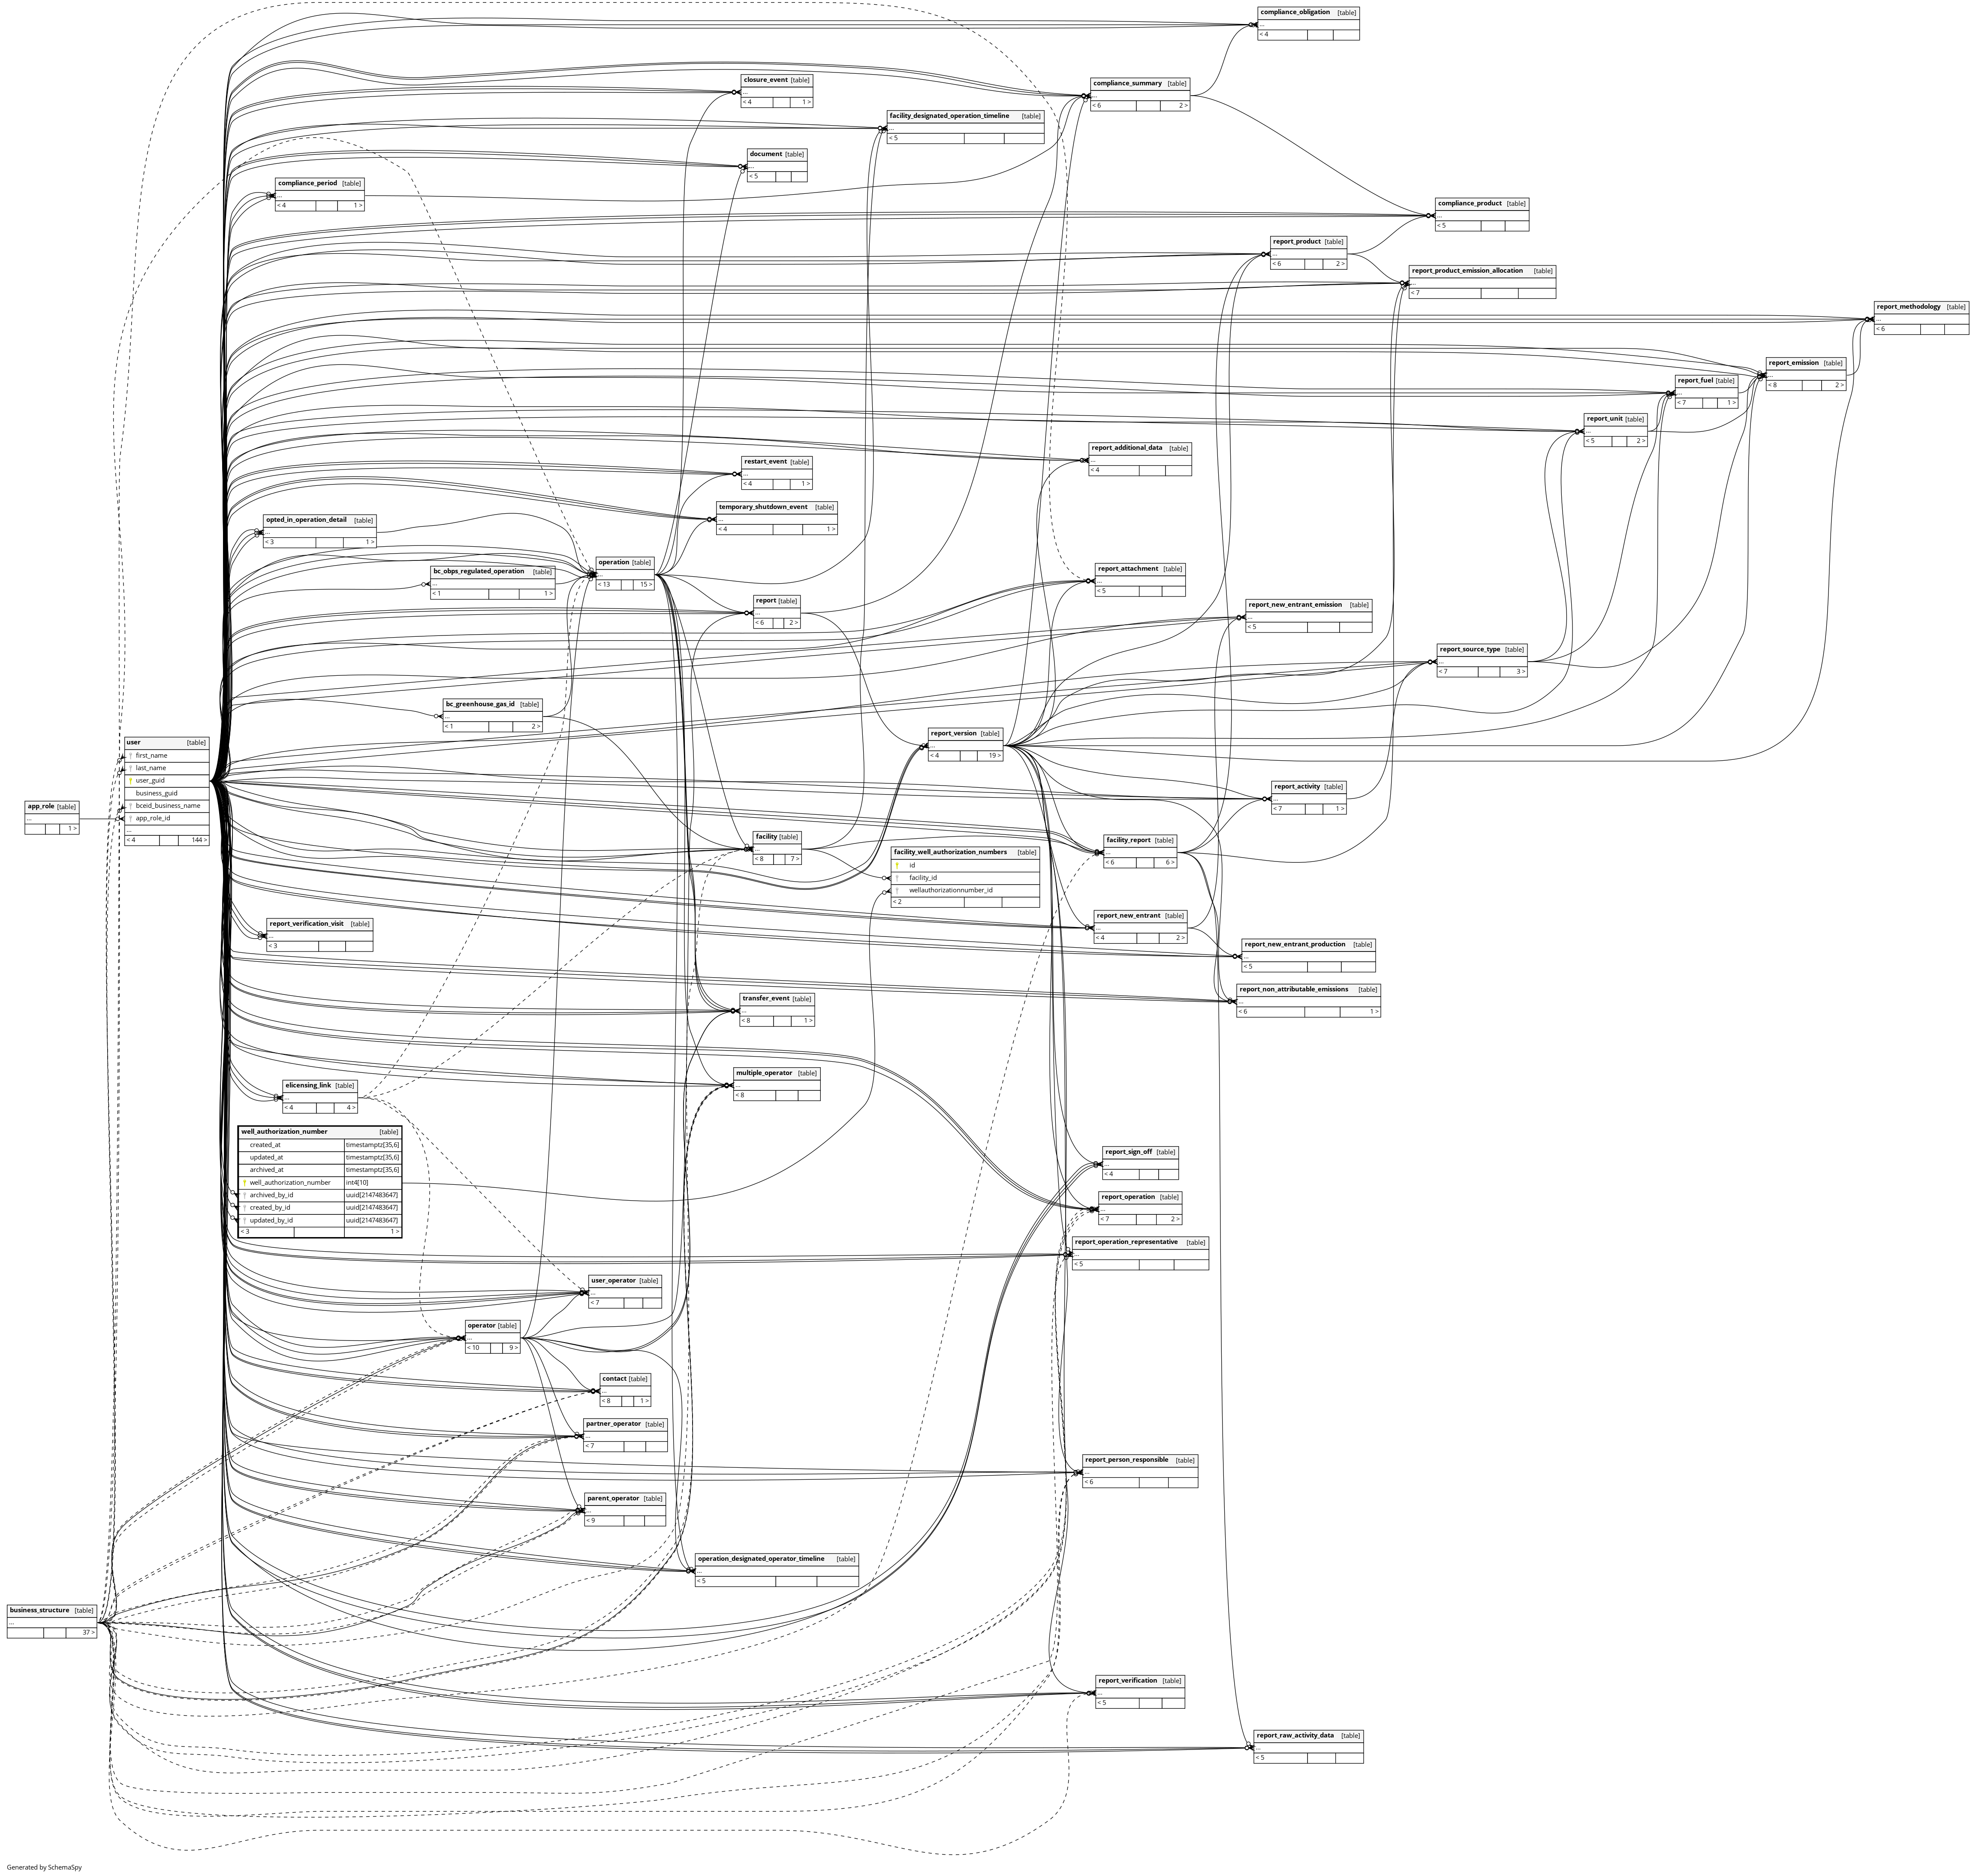 compliance_obligation [table]
...
< 4
closure_event [table]
...
< 4 1 >
compliance_summary [table]
...
< 6 2 >
facility_designated_operation_timeline [table]
...
< 5
document [table]
...
< 5
compliance_period [table]
...
< 4 1 >
compliance_product [table]
...
< 5
report_product [table]
...
< 6 2 >
report_product_emission_allocation [table]
...
< 7
report_methodology [table]
...
< 6
report_emission [table]
...
< 8 2 >
report_fuel [table]
...
< 7 1 >
report_unit [table]
...
< 5 2 >
report_additional_data [table]
...
< 4
restart_event [table]
...
< 4 1 >
temporary_shutdown_event [table]
...
< 4 1 >
opted_in_operation_detail [table]
...
< 3 1 >
operation [table]
...
< 13 15 >
bc_obps_regulated_operation [table]
...
< 1 1 >
report_attachment [table]
...
< 5
report [table]
...
< 6 2 >
report_new_entrant_emission [table]
...
< 5
report_source_type [table]
...
< 7 3 >
bc_greenhouse_gas_id [table]
...
< 1 2 >
report_version [table]
...
< 4 19 >
user [table]
first_name
last_name
user_guid
business_guid
bceid_business_name
app_role_id
...
< 4 144 >
app_role [table]
...
1 >
report_activity [table]
...
< 7 1 >
facility [table]
...
< 8 7 >
facility_report [table]
...
< 6 6 >
facility_well_authorization_numbers [table]
id
facility_id
wellauthorizationnumber_id
< 2
report_new_entrant [table]
...
< 4 2 >
report_verification_visit [table]
...
< 3
report_new_entrant_production [table]
...
< 5
report_non_attributable_emissions [table]
...
< 6 1 >
transfer_event [table]
...
< 8 1 >
multiple_operator [table]
...
< 8
elicensing_link [table]
...
< 4 4 >
well_authorization_number [table]
created_at timestamptz[35,6]
updated_at timestamptz[35,6]
archived_at timestamptz[35,6]
well_authorization_number int4[10]
archived_by_id uuid[2147483647]
created_by_id uuid[2147483647]
updated_by_id uuid[2147483647]
< 3 1 >
report_sign_off [table]
...
< 4
report_operation [table]
...
< 7 2 >
report_operation_representative [table]
...
< 5
user_operator [table]
...
< 7
operator [table]
...
< 10 9 >
contact [table]
...
< 8 1 >
partner_operator [table]
...
< 7
report_person_responsible [table]
...
< 6
parent_operator [table]
...
< 9
operation_designated_operator_timeline [table]
...
< 5
business_structure [table]
...
37 >
report_verification [table]
...
< 5
report_raw_activity_data [table]
...
< 5
Generated by SchemaSpy